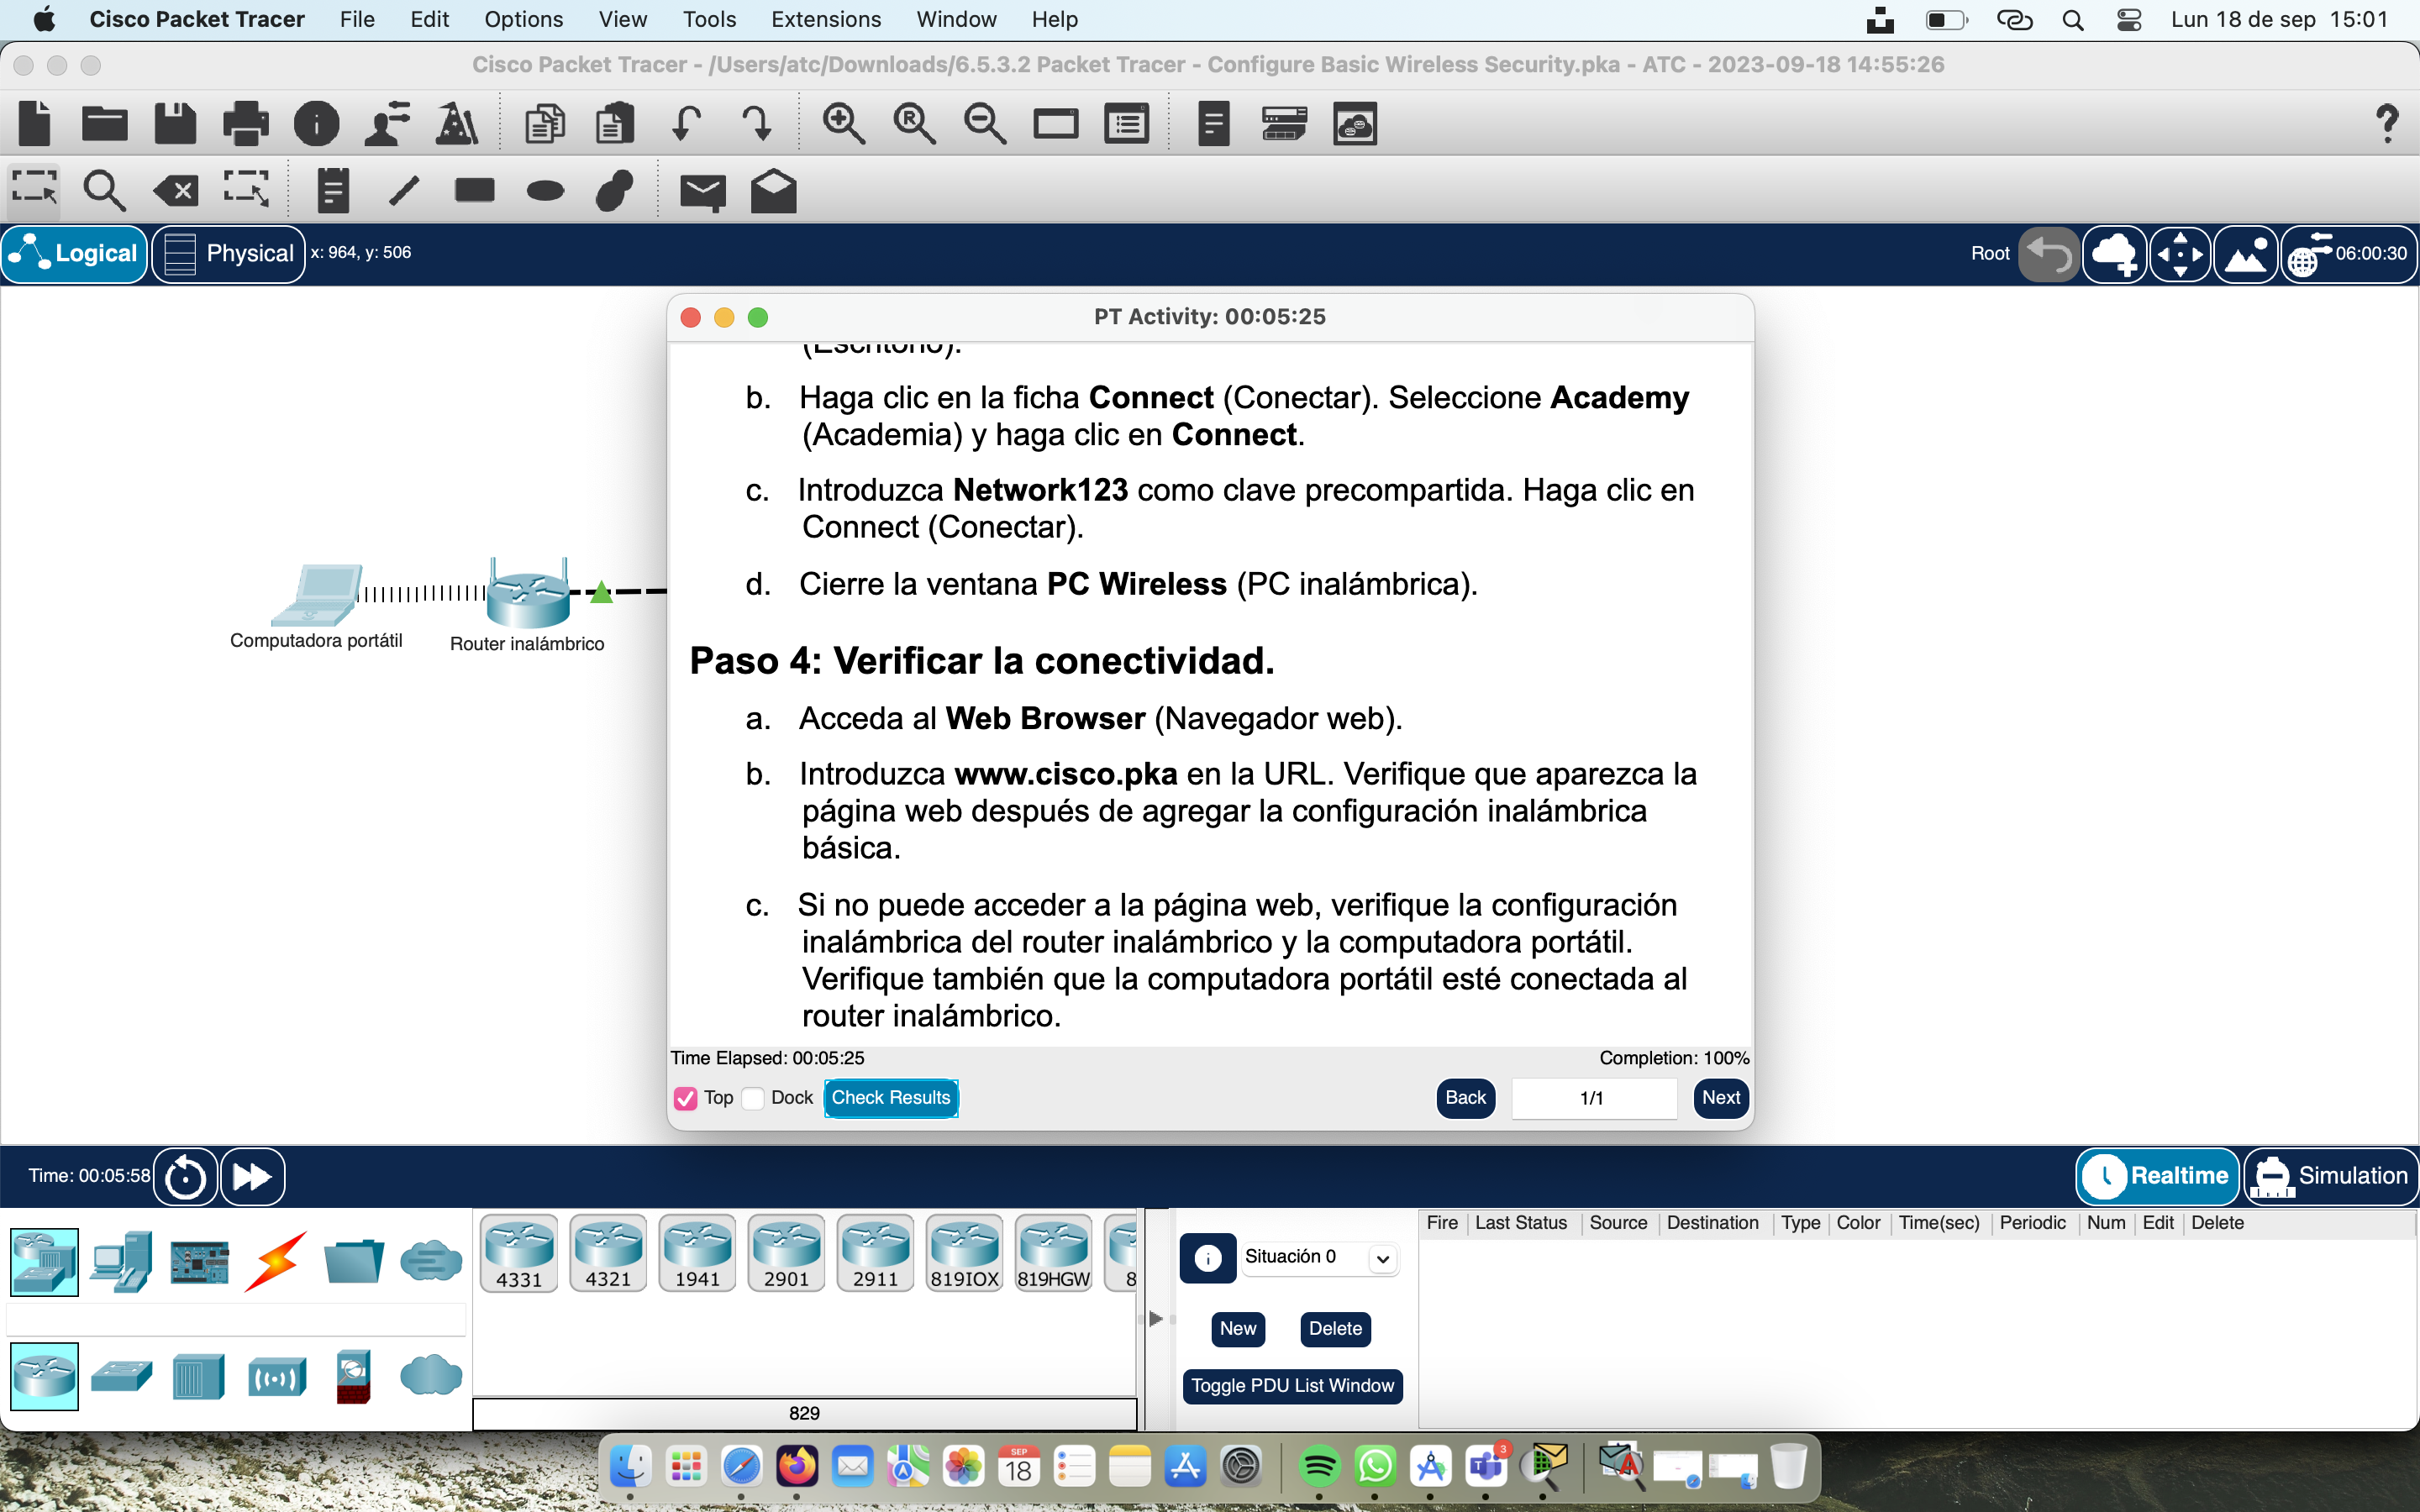 Cisco Packet Tracer File Edit Options View Tools Extensions Window Help Lun 18 de sep 15:01
Cisco Packet Tracer - /Users/atc/Downloads/6.5.3.2 Packet Tracer - Configure Basic Wireless Security.pka - ATC - 2023-09-18 14:55:26
Logical Physical x: 964, y: 506 Root 06:00:30
PT Activity: 00:05:25
(Escritorio).
b. Haga clic en la ficha Connect (Conectar). Seleccione Academy
(Academia) y haga clic en Connect.
c. Introduzca Network123 como clave precompartida. Haga clic en
Connect (Conectar).
d. Cierre la ventana PC Wireless (PC inalámbrica).
Computadora portátil Router inalámbrico
Paso 4: Verificar la conectividad.
a. Acceda al Web Browser (Navegador web).
b. Introduzca www.cisco.pka en la URL. Verifique que aparezca la
página web después de agregar la configuración inalámbrica
básica.
c. Si no puede acceder a la página web, verifique la configuración
inalámbrica del router inalámbrico y la computadora portátil.
Verifique también que la computadora portátil esté conectada al
router inalámbrico.
Time Elapsed: 00:05:25 Completion: 100%
Top Dock Check Results Back 1/1 Next
Time: 00:05:58 Realtime Simulation
Fire Last Status Source Destination Type Color Time(sec) Periodic Num Edit Delete
Situación 0
4331 4321 1941 2901 2911 819IOX 819HGW 8
New Delete
Toggle PDU List Window
829
SEP
18
3